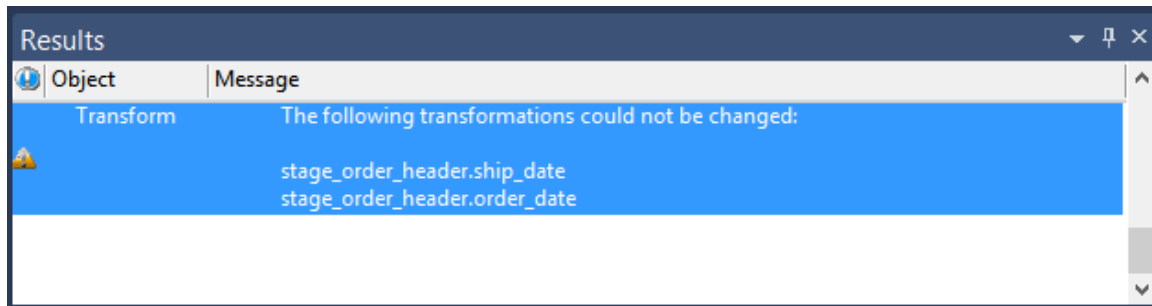 Results
Object Message
Transform The following transformations could not be changed:
stage_order_header.ship_date
stage_order_header.order_date